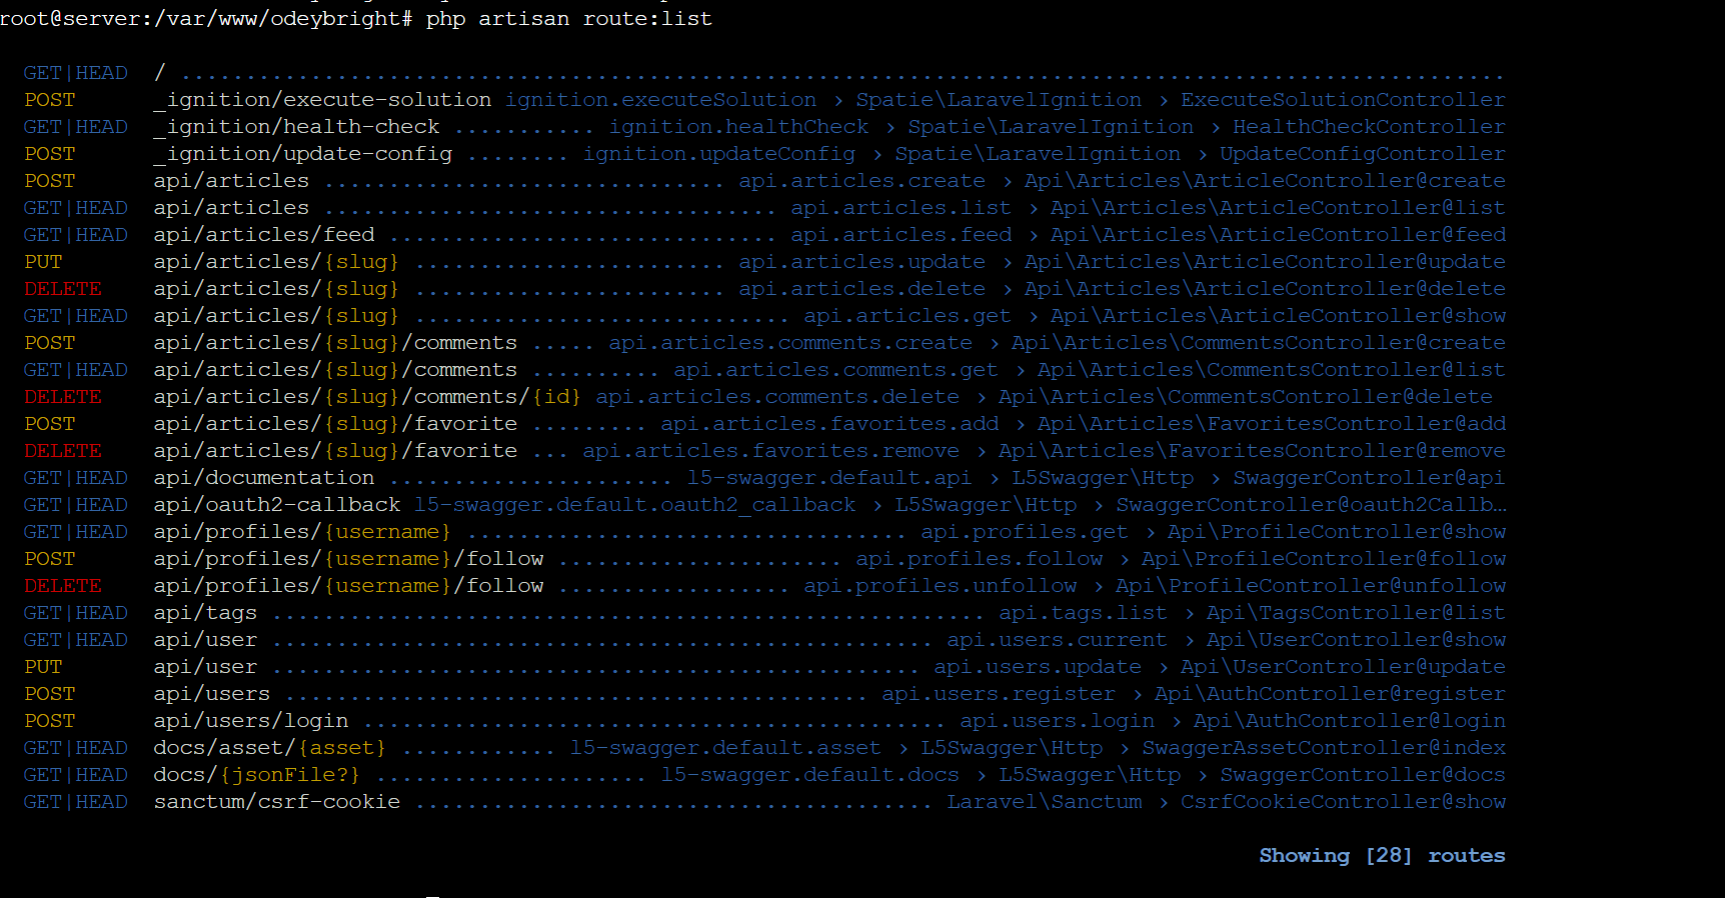 root@server:/var/www/odeybright# php artisan route:list
GET|HEAD / ......................................................................................................
POST _ignition/execute-solution ignition.executeSolution › Spatie\LaravelIgnition › ExecuteSolutionController
GET|HEAD _ignition/health-check ........... ignition.healthCheck › Spatie\LaravelIgnition › HealthCheckController
POST _ignition/update-config ........ ignition.updateConfig › Spatie\LaravelIgnition › UpdateConfigController
POST api/articles ............................... api.articles.create › Api\Articles\ArticleController@create
GET|HEAD api/articles ................................... api.articles.list › Api\Articles\ArticleController@list
GET|HEAD api/articles/feed .............................. api.articles.feed › Api\Articles\ArticleController@feed
PUT api/articles/{slug} ........................ api.articles.update › Api\Articles\ArticleController@update
DELETE api/articles/{slug} ........................ api.articles.delete › Api\Articles\ArticleController@delete
GET|HEAD api/articles/{slug} ............................. api.articles.get › Api\Articles\ArticleController@show
POST api/articles/{slug}/comments ..... api.articles.comments.create › Api\Articles\CommentsController@create
GET|HEAD api/articles/{slug}/comments .......... api.articles.comments.get › Api\Articles\CommentsController@list
DELETE api/articles/{slug}/comments/{id} api.articles.comments.delete › Api\Articles\CommentsController@delete
POST api/articles/{slug}/favorite ......... api.articles.favorites.add › Api\Articles\FavoritesController@add
DELETE api/articles/{slug}/favorite ... api.articles.favorites.remove › Api\Articles\FavoritesController@remove
GET|HEAD api/documentation ...................... l5-swagger.default.api › L5Swagger\Http › SwaggerController@api
GET|HEAD api/oauth2-callback l5-swagger.default.oauth2_callback › L5Swagger\Http › SwaggerController@oauth2Callb…
GET|HEAD api/profiles/{username} ................................... api.profiles.get › Api\ProfileController@show
POST api/profiles/{username}/follow ...................... api.profiles.follow › Api\ProfileController@follow
DELETE api/profiles/{username}/follow .................. api.profiles.unfollow › Api\ProfileController@unfollow
GET|HEAD api/tags ....................................................... api.tags.list › Api\TagsController@list
GET|HEAD api/user ................................................... api.users.current › Api\UserController@show
PUT api/user .................................................. api.users.update › Api\UserController@update
POST api/users ............................................. api.users.register › Api\AuthController@register
POST api/users/login ............................................. api.users.login › Api\AuthController@login
GET|HEAD docs/asset/{asset} ............ l5-swagger.default.asset › L5Swagger\Http › SwaggerAssetController@index
GET|HEAD docs/{jsonFile?} ..................... l5-swagger.default.docs › L5Swagger\Http › SwaggerController@docs
GET|HEAD sanctum/csrf-cookie ........................................ Laravel\Sanctum › CsrfCookieController@show
Showing [28] routes